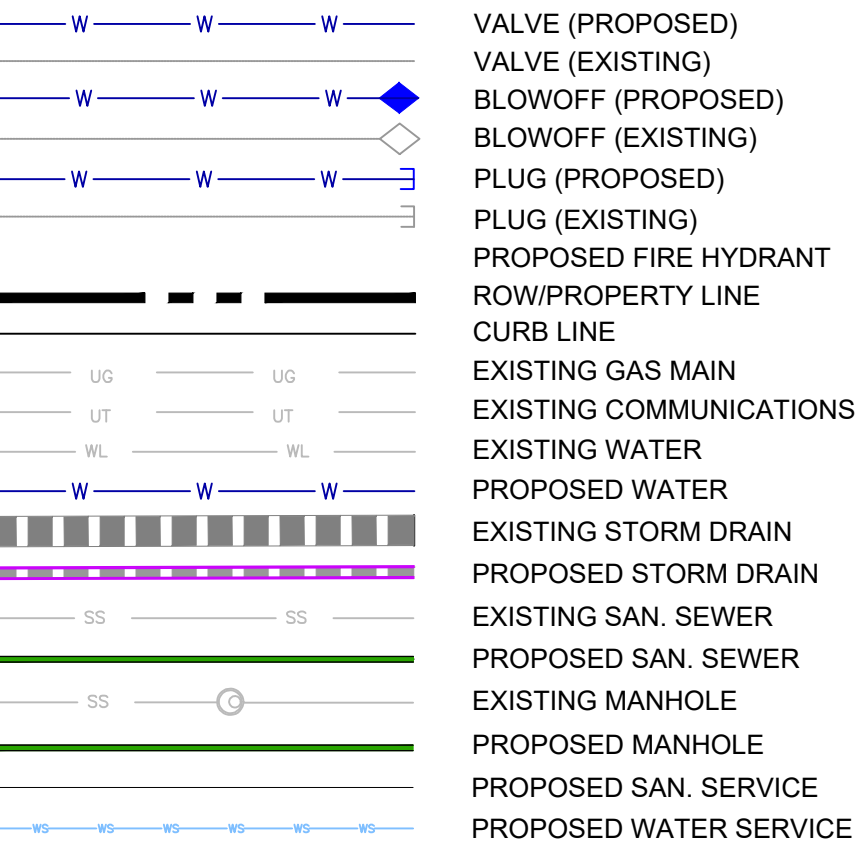 W W W VALVE (PROPOSED)
VALVE (EXISTING)
W W W BLOWOFF (PROPOSED)
BLOWOFF (EXISTING)
W W W PLUG (PROPOSED)
PLUG (EXISTING)
PROPOSED FIRE HYDRANT
ROW/PROPERTY LINE
CURB LINE
UG UG EXISTING GAS MAIN
UT UT EXISTING COMMUNICATIONS
WL WL EXISTING WATER
W W W PROPOSED WATER
EXISTING STORM DRAIN
PROPOSED STORM DRAIN
SS SS EXISTING SAN. SEWER
PROPOSED SAN. SEWER
SS EXISTING MANHOLE
PROPOSED MANHOLE
PROPOSED SAN. SERVICE
WS WS WS WS WS WS PROPOSED WATER SERVICE